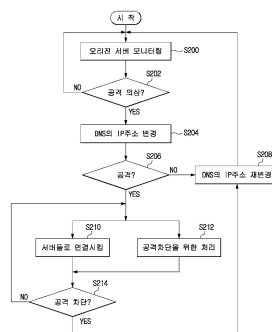 시 작
오리진 서버 모니터링
S200
S202
공격 의심?
NO
YES
DNS의 IP주소 변경
S204
S206
공격?
NO
YES
S208
DNS의 IP주소 재변경
S210
서버들로 연결시킴
S212
공격차단을 위한 처리
S214
공격 차단?
NO
YES